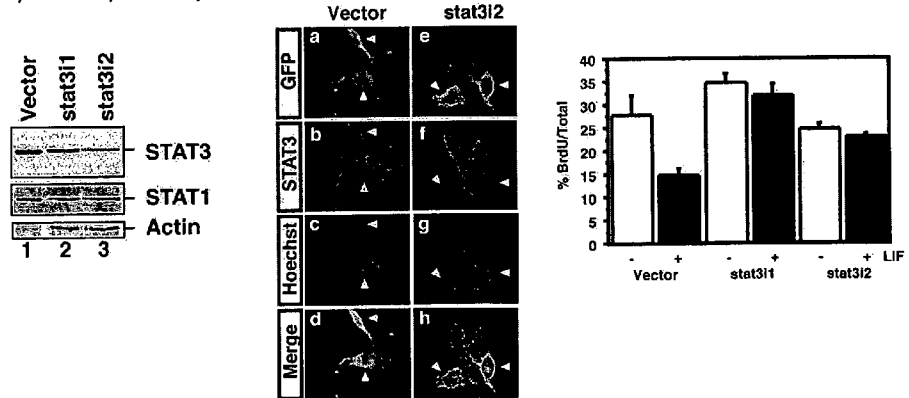 Vector
stat3i1
stat3i2
STAT3
STAT1
Actin
1 2 3
Vector stat3i2
GFP
STAT3
Hoechst
Merge
a e
b f
c g
d h
%BrdU/Total
40
35
30
25
20
15
10
5
0
- + - + - + LIF
Vector stat3i1 stat3i2